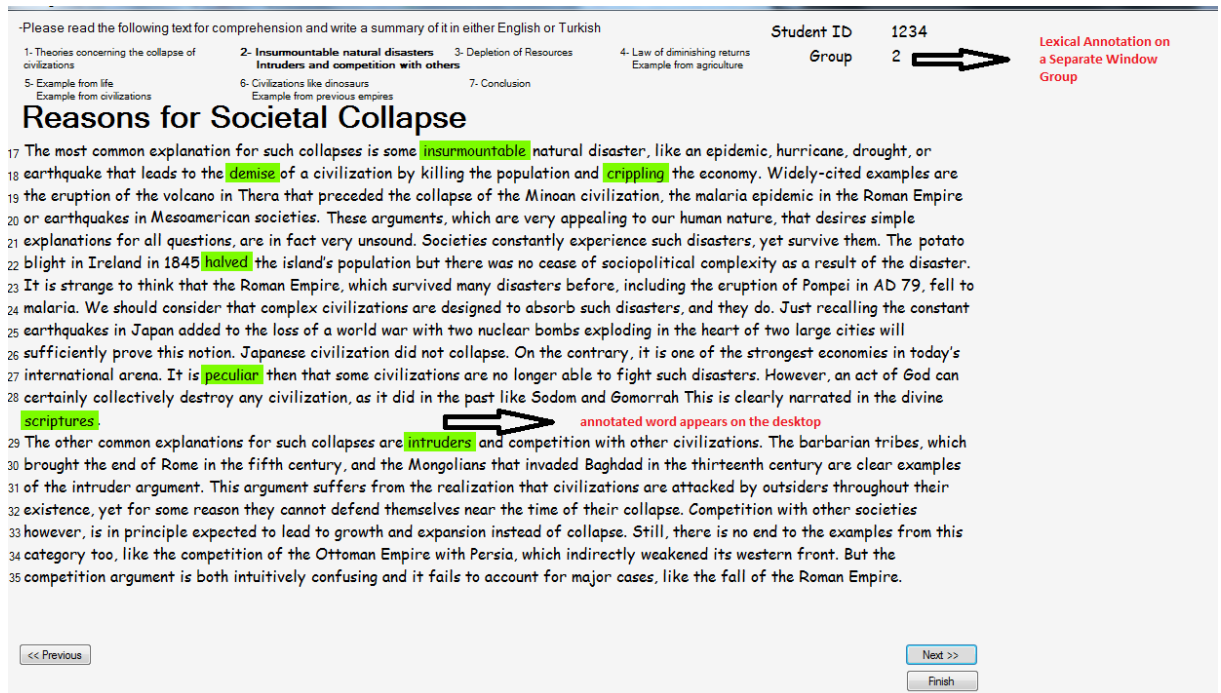 -Please read the following text for comprehension and write a summary of it in either English or Turkish
Student ID 1234
Group 2
Lexical Annotation on
a Separate Window
Group
1- Theories concerning the collapse of
civilizations
2- Insurmountable natural disasters
Intruders and competition with others
3- Depletion of Resources
4- Law of diminishing returns
Example from agriculture
5- Example from life
Example from civilizations
6- Civilizations like dinosaurs
Example from previous empires
7- Conclusion
Reasons for Societal Collapse
17 The most common explanation for such collapses is some insurmountable natural disaster, like an epidemic, hurricane, drought, or
18 earthquake that leads to the demise of a civilization by killing the population and crippling the economy. Widely-cited examples are
19 the eruption of the volcano in Thera that preceded the collapse of the Minoan civilization, the malaria epidemic in the Roman Empire
20 or earthquakes in Mesoamerican societies. These arguments, which are very appealing to our human nature, that desires simple
21 explanations for all questions, are in fact very unsound. Societies constantly experience such disasters, yet survive them. The potato
22 blight in Ireland in 1845 halved the island's population but there was no cease of sociopolitical complexity as a result of the disaster.
23 It is strange to think that the Roman Empire, which survived many disasters before, including the eruption of Pompei in AD 79, fell to
24 malaria. We should consider that complex civilizations are designed to absorb such disasters, and they do. Just recalling the constant
25 earthquakes in Japan added to the loss of a world war with two nuclear bombs exploding in the heart of two large cities will
26 sufficiently prove this notion. Japanese civilization did not collapse. On the contrary, it is one of the strongest economies in today's
27 international arena. It is peculiar then that some civilizations are no longer able to fight such disasters. However, an act of God can
28 certainly collectively destroy any civilization, as it did in the past like Sodom and Gomorrah This is clearly narrated in the divine
scriptures.
annotated word appears on the desktop
29 The other common explanations for such collapses are intruders and competition with other civilizations. The barbarian tribes, which
30 brought the end of Rome in the fifth century, and the Mongolians that invaded Baghdad in the thirteenth century are clear examples
31 of the intruder argument. This argument suffers from the realization that civilizations are attacked by outsiders throughout their
32 existence, yet for some reason they cannot defend themselves near the time of their collapse. Competition with other societies
33 however, is in principle expected to lead to growth and expansion instead of collapse. Still, there is no end to the examples from this
34 category too, like the competition of the Ottoman Empire with Persia, which indirectly weakened its western front. But the
35 competition argument is both intuitively confusing and it fails to account for major cases, like the fall of the Roman Empire.
<< Previous
Next >>
Finish